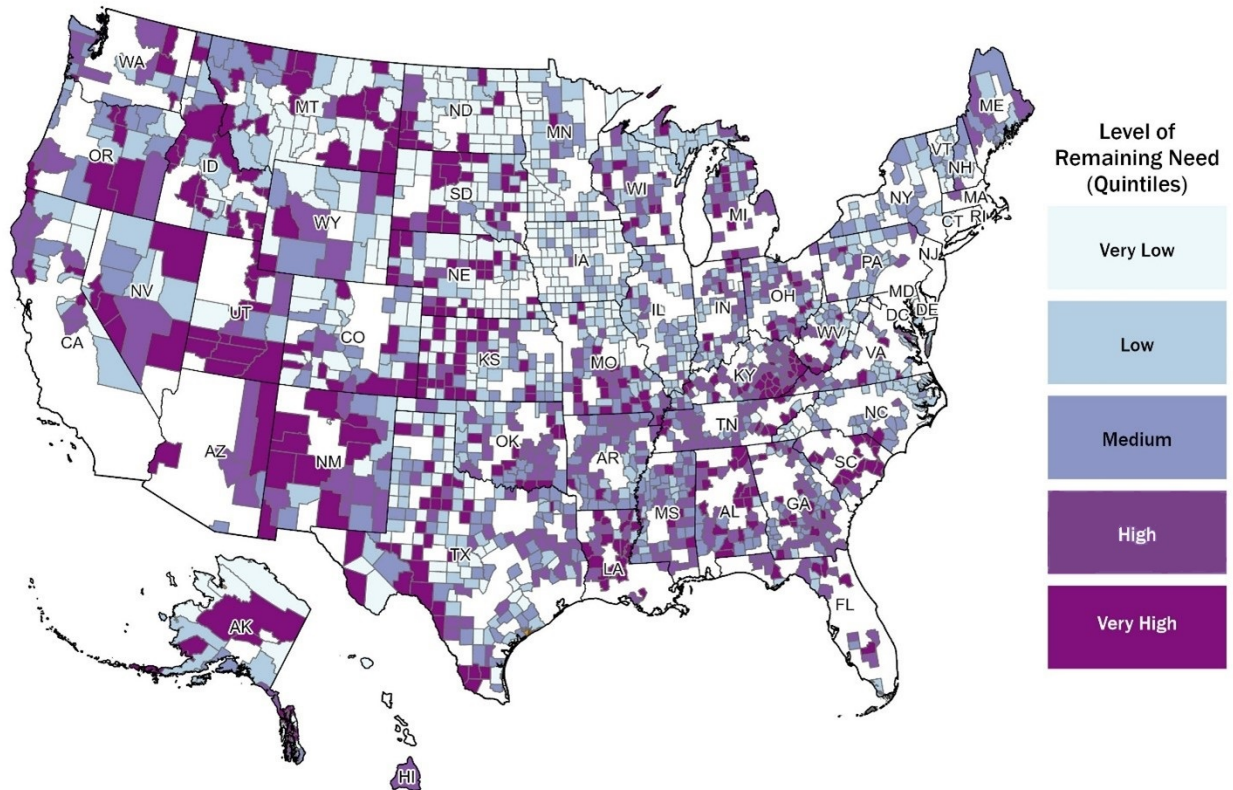 WA
MT
ND
MN
ME
OR
ID
SD
WI
VT
NH
NY
MA
WY
MI
CT
RI
NE
IA
PA
NJ
NV
UT
CO
IL
IN
OH
MD
DE
DC
CA
KS
MO
WV
VA
KY
NC
AZ
NM
OK
TN
AR
SC
MS
AL
GA
TX
LA
FL
AK
HI
Level of
Remaining Need
(Quintiles)
Very Low
Low
Medium
High
Very High